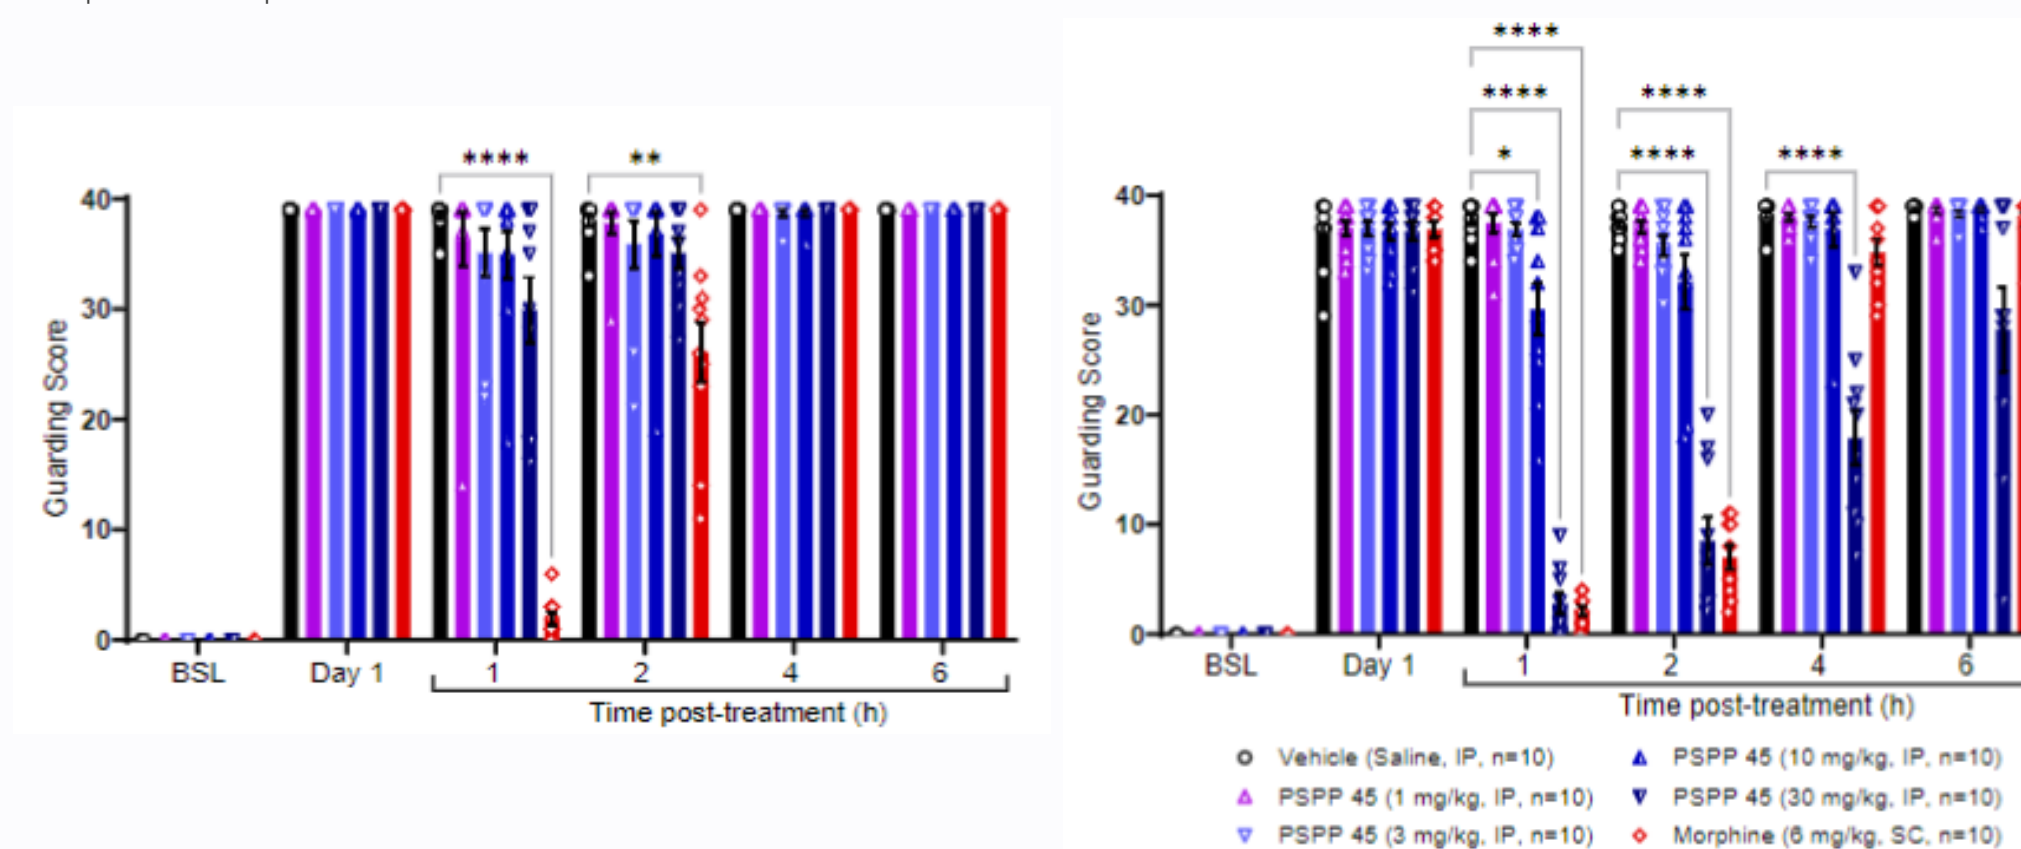 **** **
40
30
20
10
0
Guarding Score
BSL Day 1 1 2 4 6
Time post-treatment (h)
****
**** ****
* **** ****
40
30
20
10
0
Guarding Score
BSL Day 1 1 2 4 6
Time post-treatment (h)
Vehicle (Saline, IP, n=10) PSPP 45 (10 mg/kg, IP, n=10)
PSPP 45 (1 mg/kg, IP, n=10) PSPP 45 (30 mg/kg, IP, n=10)
PSPP 45 (3 mg/kg, IP, n=10) Morphine (6 mg/kg, SC, n=10)